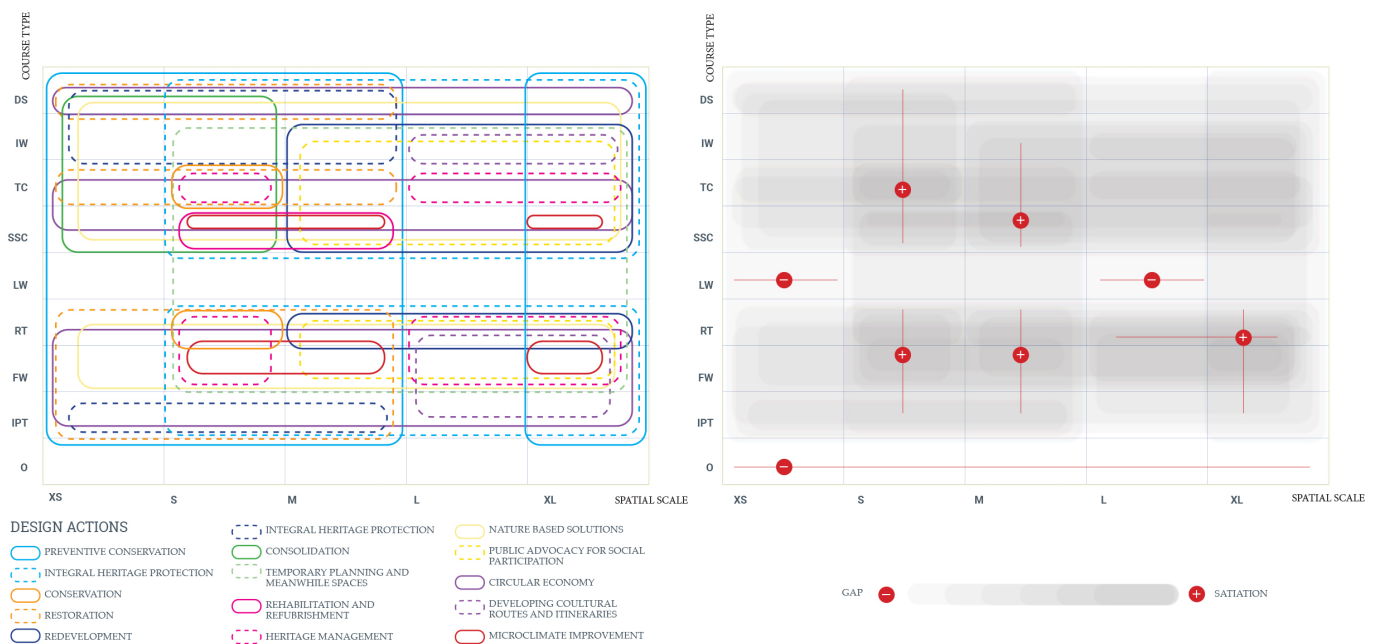 COURSE TYPE
DS
IW
TC
SSC
LW
RT
FW
IPT
O
XS
S
M
L
XL
SPATIAL SCALE
COURSE TYPE
DS
IW
TC
SSC
LW
RT
FW
IPT
O
XS
S
M
L
XL
SPATIAL SCALE
DESIGN ACTIONS
PREVENTIVE CONSERVATION
INTEGRAL HERITAGE PROTECTION
CONSERVATION
RESTORATION
REDEVELOPMENT
INTEGRAL HERITAGE PROTECTION
CONSOLIDATION
TEMPORARY PLANNING AND
MEANWHILE SPACES
REHABILITATION AND
REFUBRISHMENT
HERITAGE MANAGEMENT
NATURE BASED SOLUTIONS
PUBLIC ADVOCACY FOR SOCIAL
PARTICIPATION
CIRCULAR ECONOMY
DEVELOPING COULTURAL
ROUTES AND ITINERARIES
MICROCLIMATE IMPROVEMENT
GAP
SATIATION